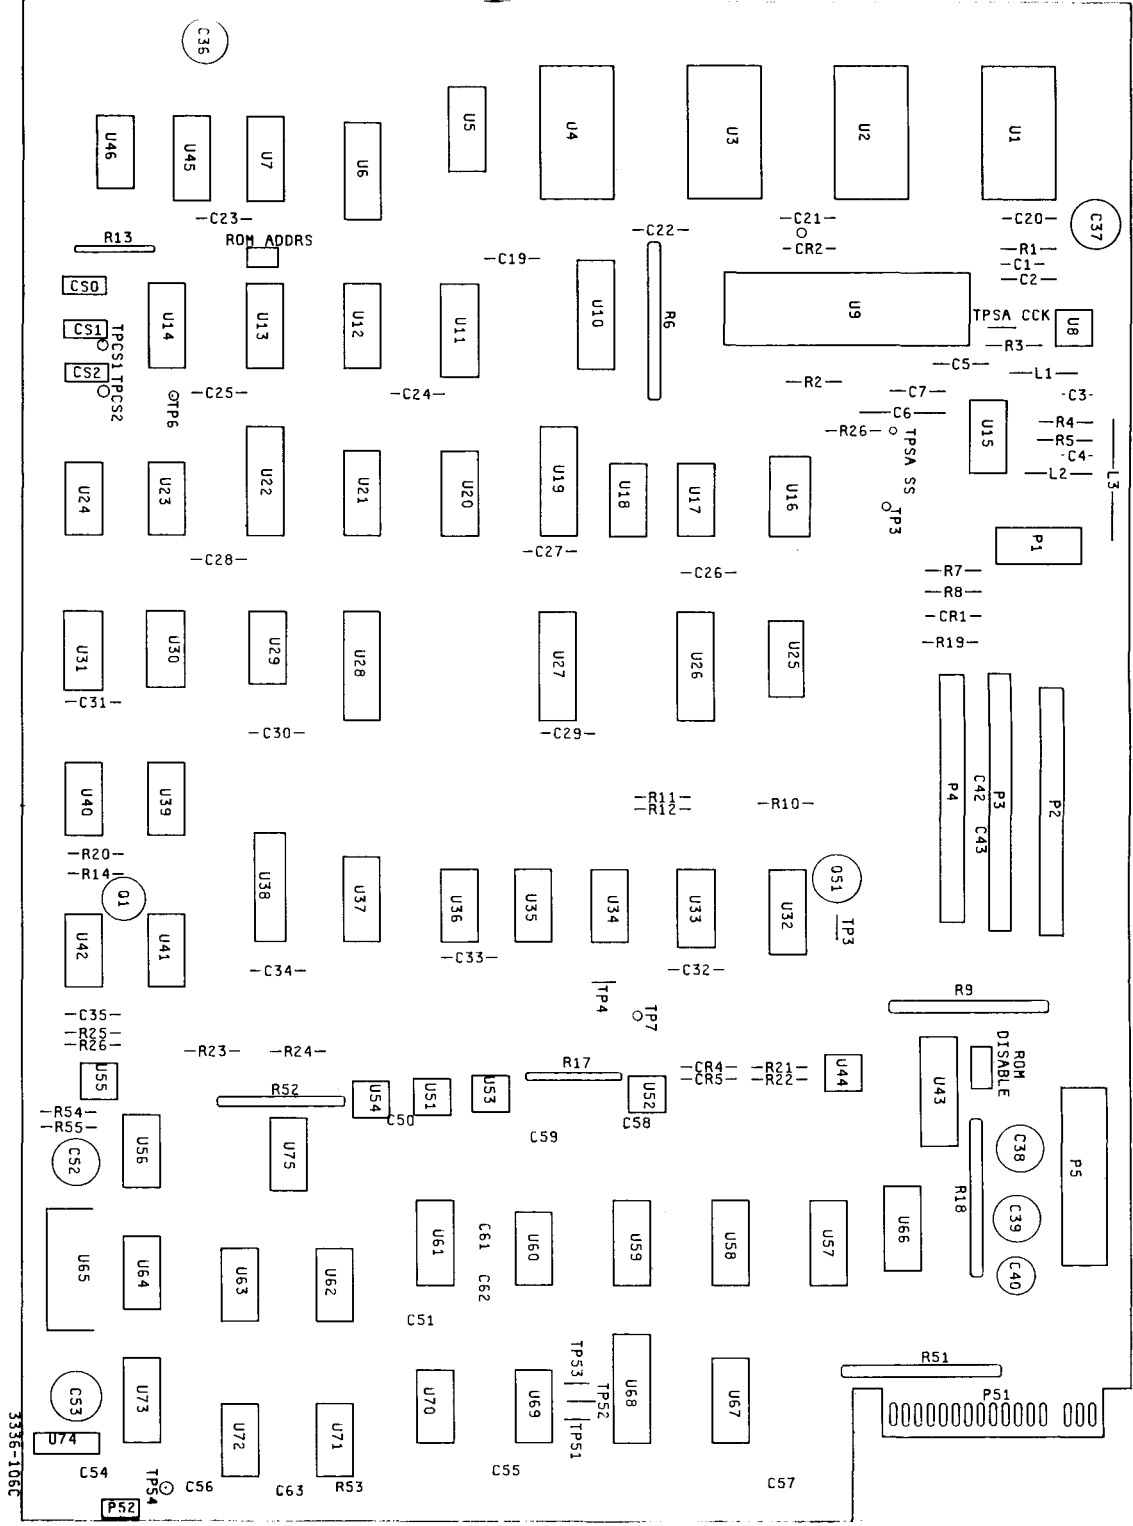 C36
U46
U45
U7
U6
U5
U4
U3
U2
U1
C23
C22
C21
C20
C37
R13
ROM ADDRS
CR2
R1
C19
C1
C2
CS0
U14
U13
U12
U11
U10
R6
U9
TPSA CCK
U8
CS1
TPCS1
R3
CS2
TPCS2
C5
L1
TP6
C25
C24
R2
C7
C3
C6
R4
R26
TPSA SS
U15
R5
C4
L2
L3
U24
U23
U22
U21
U20
U19
U18
U17
U16
TP3
P1
C28
C27
C26
R7
R8
CR1
R19
U31
U30
U29
U28
U27
U26
U25
C31
C30
C29
U40
U39
R11
R12
R10
P4
C42
C43
P3
P2
R20
R14
Q1
U38
U37
U36
U35
U34
U33
U32
Q51
TP3
U42
U41
C34
C33
C32
TP4
TP7
R9
C35
R25
R26
R23
R24
U55
R52
U54
C50
U51
U53
R17
U52
CR4
CR5
R21
R22
U44
U43
ROM
DISABLE
R54
R55
C52
U56
U75
C59
C58
R18
C38
P5
U65
U64
U63
U62
U61
C61
C62
U60
U59
U58
U57
U66
C39
C40
C51
TP53
R51
C53
U73
U72
U71
U70
U69
TP52
TP51
U68
U67
P51
U74
C54
TP54
C56
C63
R53
C55
C57
P52
3336-106C